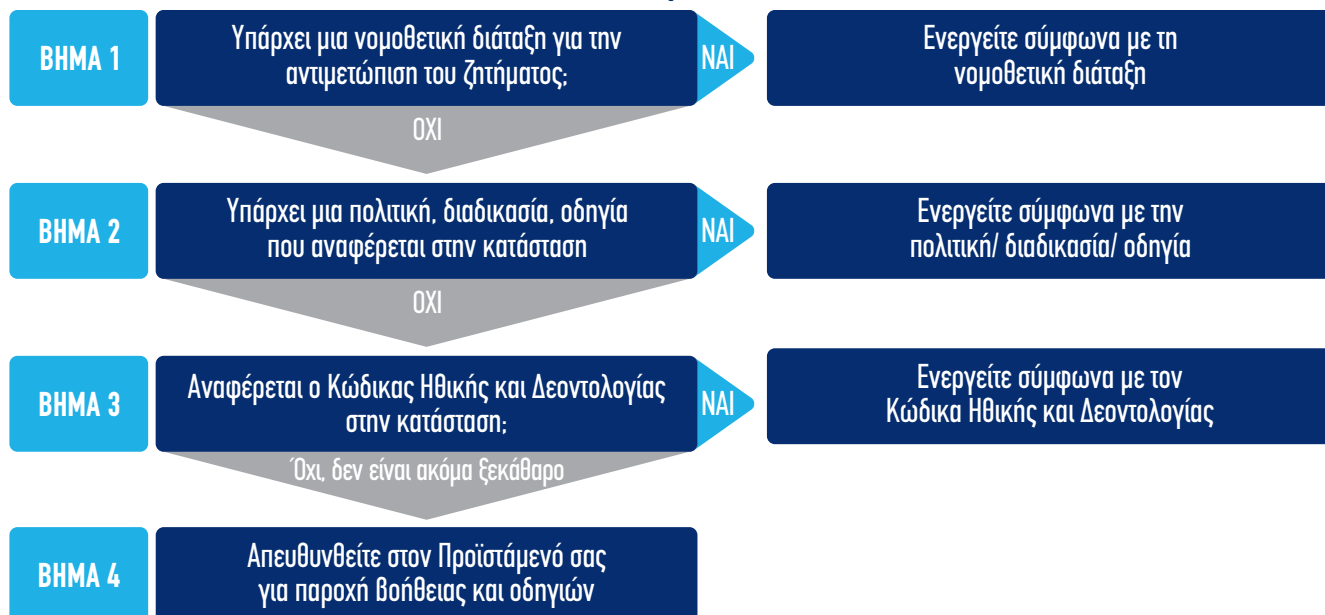 ΒΗΜΑ 1
Υπάρχει μια νομοθετική διάταξη για την
αντιμετώπιση του ζητήματος;
ΝΑΙ
Ενεργείτε σύμφωνα με τη
νομοθετική διάταξη
ΟΧΙ
ΒΗΜΑ 2
Υπάρχει μια πολιτική, διαδικασία, οδηγία
που αναφέρεται στην κατάσταση
ΝΑΙ
Ενεργείτε σύμφωνα με την
πολιτική/ διαδικασία/ οδηγία
ΟΧΙ
ΒΗΜΑ 3
Αναφέρεται ο Κώδικας Ηθικής και Δεοντολογίας
στην κατάσταση;
ΝΑΙ
Ενεργείτε σύμφωνα με τον
Κώδικα Ηθικής και Δεοντολογίας
Όχι, δεν είναι ακόμα ξεκάθαρο
ΒΗΜΑ 4
Απευθυνθείτε στον Προϊστάμενό σας
για παροχή βοήθειας και οδηγιών